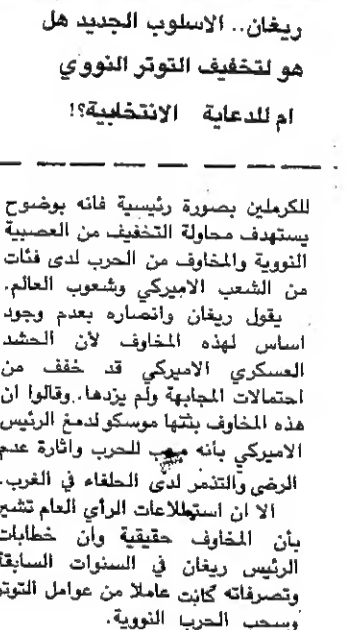 ريغان.. الاسلوب الجديد هل
هو لتخفيف التوتر النووي
ام للدعاية الانتخابية؟!
للكرملين بصورة رئيسية فانه بوضوح
يستهدف محاولة التخفيف من العصبية
النووية والمخاوف من الحرب لدى فئات
من الشعب الاميركي وشعوب العالم.
يقول ريغان وانصاره بعدم وجود
اساس لهذه المخاوف لأن الحشد
العسكري الاميركي قد خفف من
احتمالات المجابهة ولم يزدها. وقالوا ان
هذه المخاوف بثتها موسكو لدمغ الرئيس
الاميركي بأنه للحرب واثارة عدم
الرضى والتذمر لدى الحلفاء في الغرب.
الا ان استطلاعات الرأي العام تشير
بأن المخاوف حقيقية وان خطابات
الرئيس ريغان في السنوات السابقة
وتصرفاته كانت عاملا من عوامل التوتر
وسحب الحرب النووية.